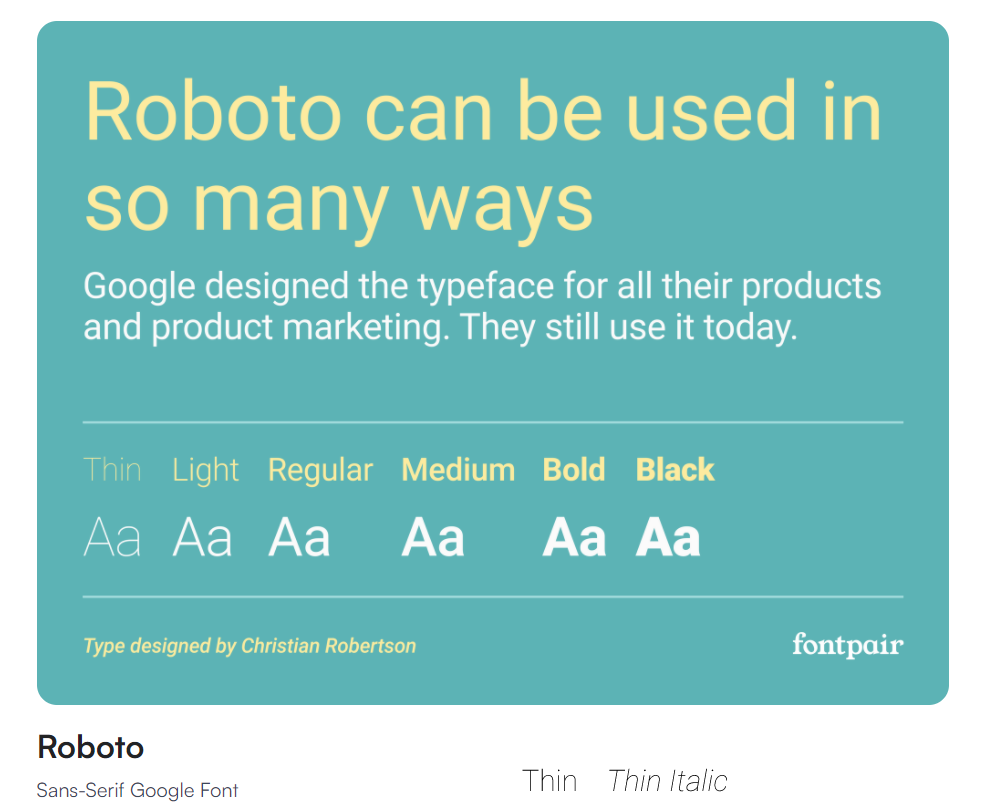 Roboto can be used in
so many ways
Google designed the typeface for all their products
and product marketing. They still use it today.
Thin Light Regular Medium Bold Black
Aa Aa Aa Aa Aa Aa
Type designed by Christian Robertson
fontpair
Roboto
Sans-Serif Google Font
Thin Thin Italic